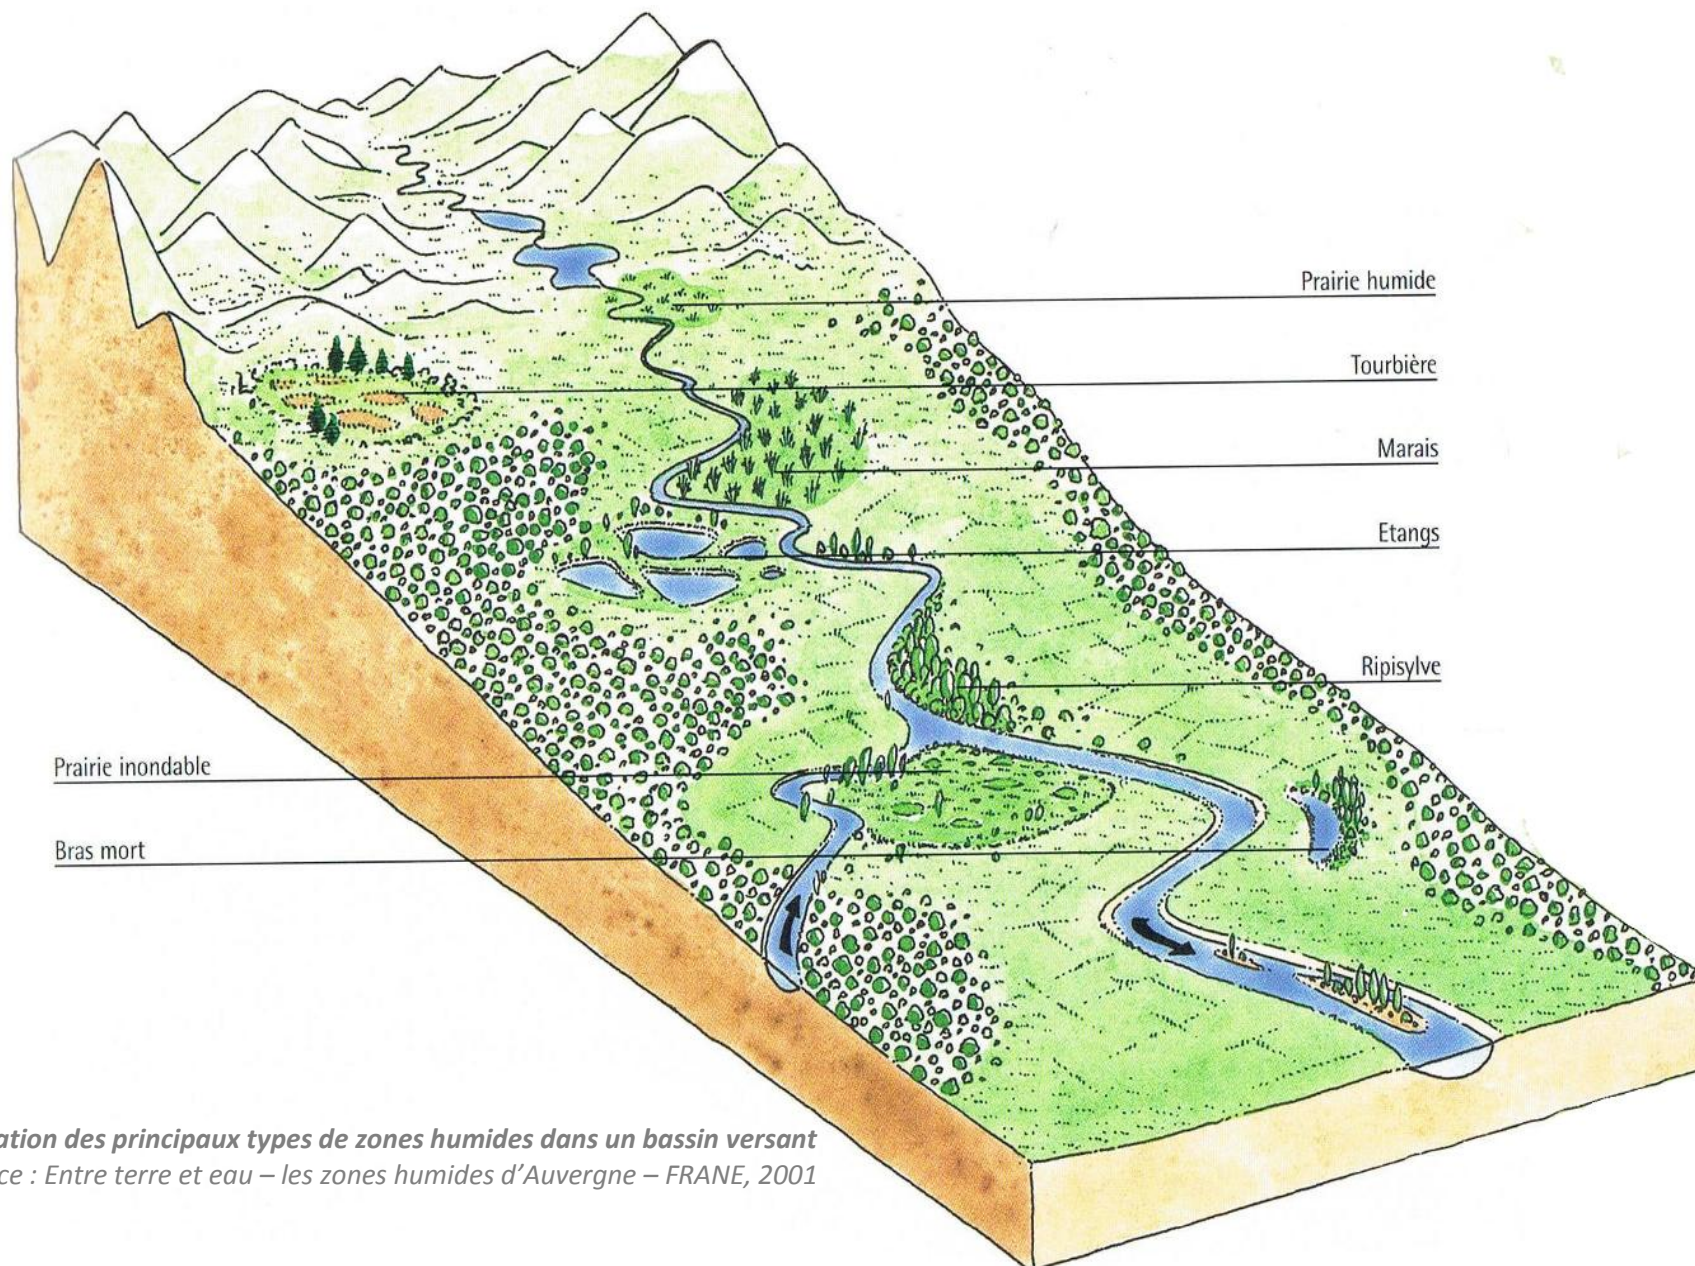 Prairie humide
Tourbière
Marais
Etangs
Ripisylve
Prairie inondable
Bras mort
ation des principaux types de zones humides dans un bassin versant
ce : Entre terre et eau – les zones humides d'Auvergne – FRANE, 2001